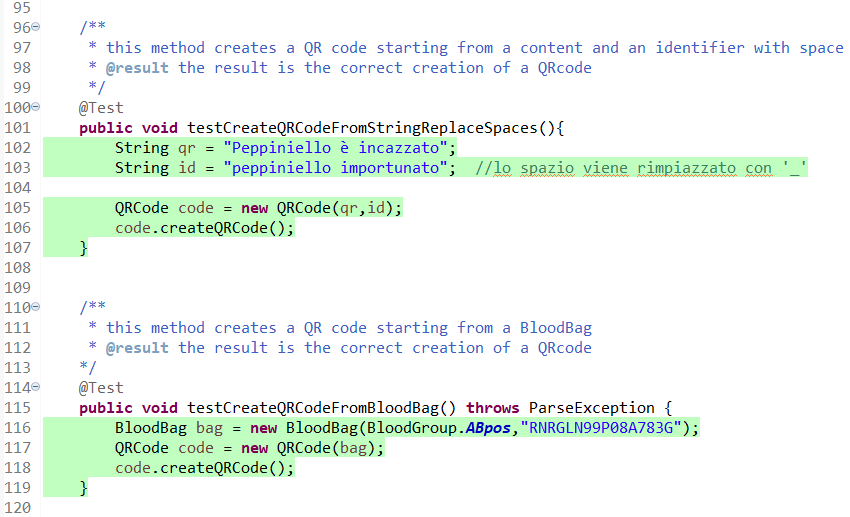 95
96 /**
97 * this method creates a QR code starting from a content and an identifier with space
98 * @result the result is the correct creation of a QRcode
99 */
100 @Test
101 public void testCreateQRCodeFromStringReplaceSpaces(){
102 String qr = "Peppiniello è incazzato";
103 String id = "peppiniello importunato"; //lo spazio viene rimpiazzato con '_'
104
105 QRCode code = new QRCode(qr,id);
106 code.createQRCode();
107 }
108
109
110 /**
111 * this method creates a QR code starting from a BloodBag
112 * @result the result is the correct creation of a QRcode
113 */
114 @Test
115 public void testCreateQRCodeFromBloodBag() throws ParseException {
116 BloodBag bag = new BloodBag(BloodGroup.ABpos,"RNRGLN99P08A783G");
117 QRCode code = new QRCode(bag);
118 code.createQRCode();
119 }
120